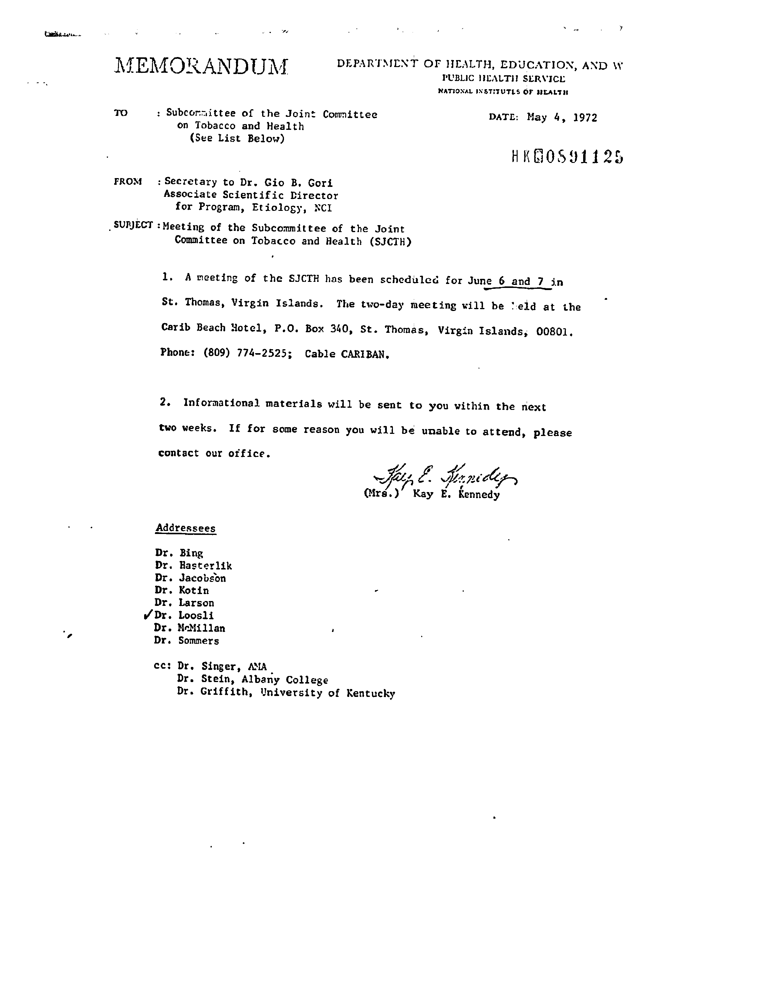 MEMORANDUM
DEPARTMENT OF HEALTH, EDUCATION, AND W
PUBLIC HEALTH SERVICE
NATIONAL INSTITUTES OF HEALTH
TO : Subcommittee of the Joint Committee
on Tobacco and Health
(See List Below)
DATE: May 4, 1972
HK0591125
FROM : Secretary to Dr. Gio B. Gori
Associate Scientific Director
for Program, Etiology, NCI
SUBJECT : Meeting of the Subcommittee of the Joint
Committee on Tobacco and Health (SJCTH)
1. A meeting of the SJCTH has been scheduled for June 6 and 7 in
St. Thomas, Virgin Islands. The two-day meeting will be held at the
Carib Beach Hotel, P.O. Box 340, St. Thomas, Virgin Islands, 00801.
Phone: (809) 774-2525; Cable CARIBAN.
2. Informational materials will be sent to you within the next
two weeks. If for some reason you will be unable to attend, please
contact our office.
Kay E. Kennedy
(Mrs.) Kay E. Kennedy
Addressees
Dr. Bing
Dr. Hasterlik
Dr. Jacobson
Dr. Kotin
Dr. Larson
✓Dr. Loosli
Dr. McMillan
Dr. Sommers
cc: Dr. Singer, AMA
Dr. Stein, Albany College
Dr. Griffith, University of Kentucky